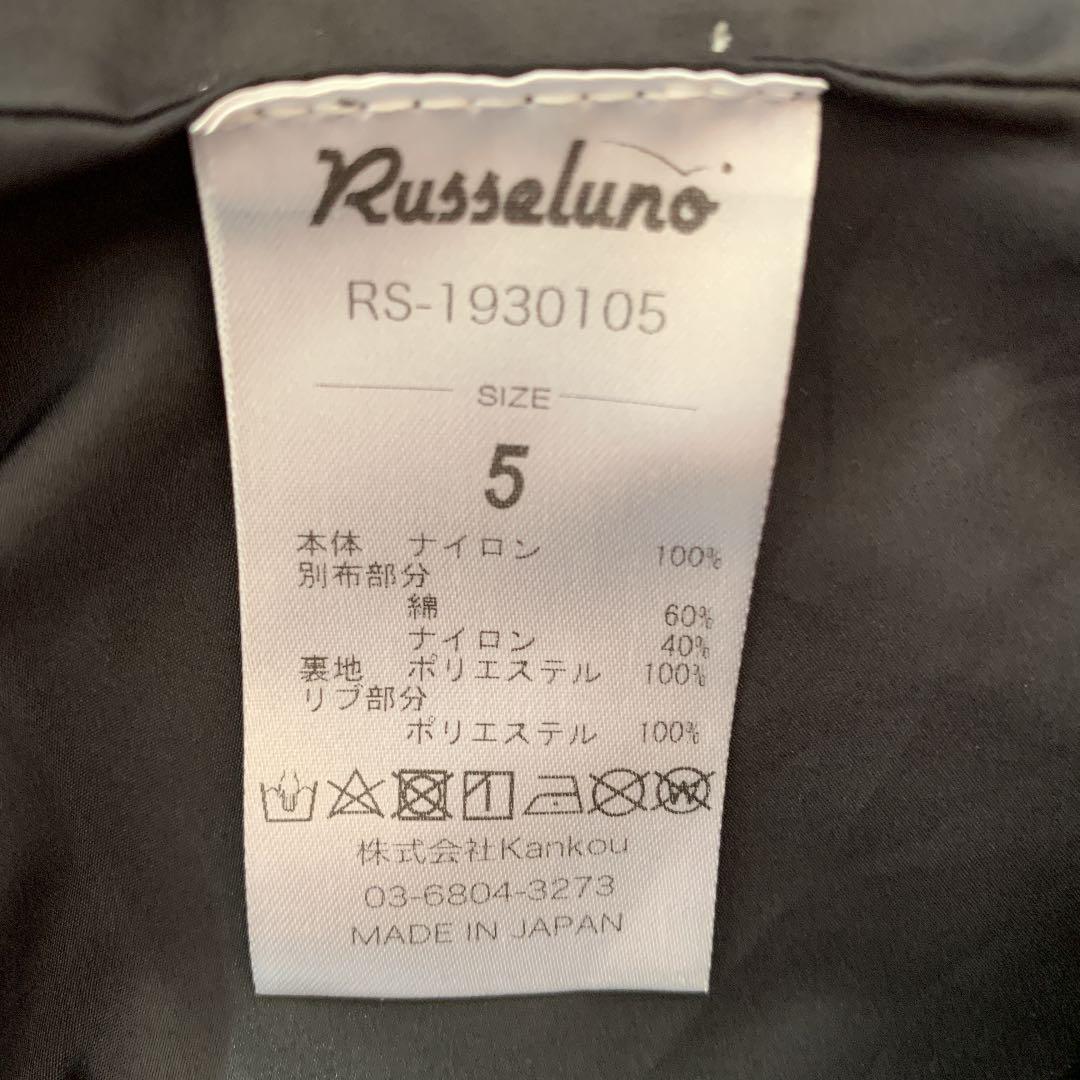 Russeluno
RS-1930105
SIZE
5
本体 ナイロン 100%
別布部分
綿 60%
ナイロン 40%
裏地 ポリエステル 100%
リブ部分
ポリエステル 100%
株式会社Kankou
03-6804-3273
MADE IN JAPAN